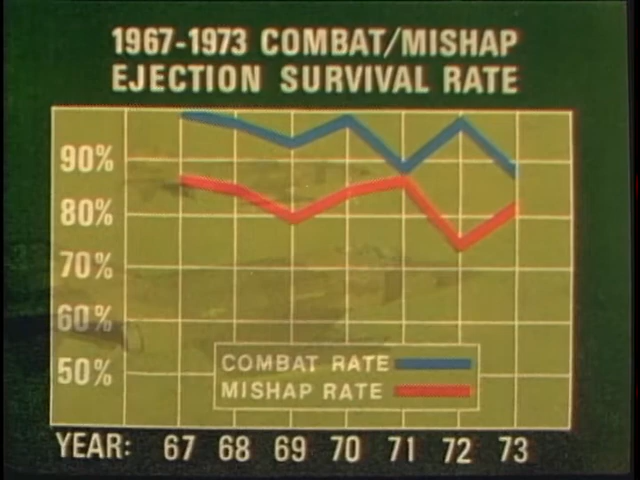 1967-1973 COMBAT/MISHAP
EJECTION SURVIVAL RATE
90%
80%
70%
60%
50%
COMBAT RATE
MISHAP RATE
YEAR: 67 68 69 70 71 72 73